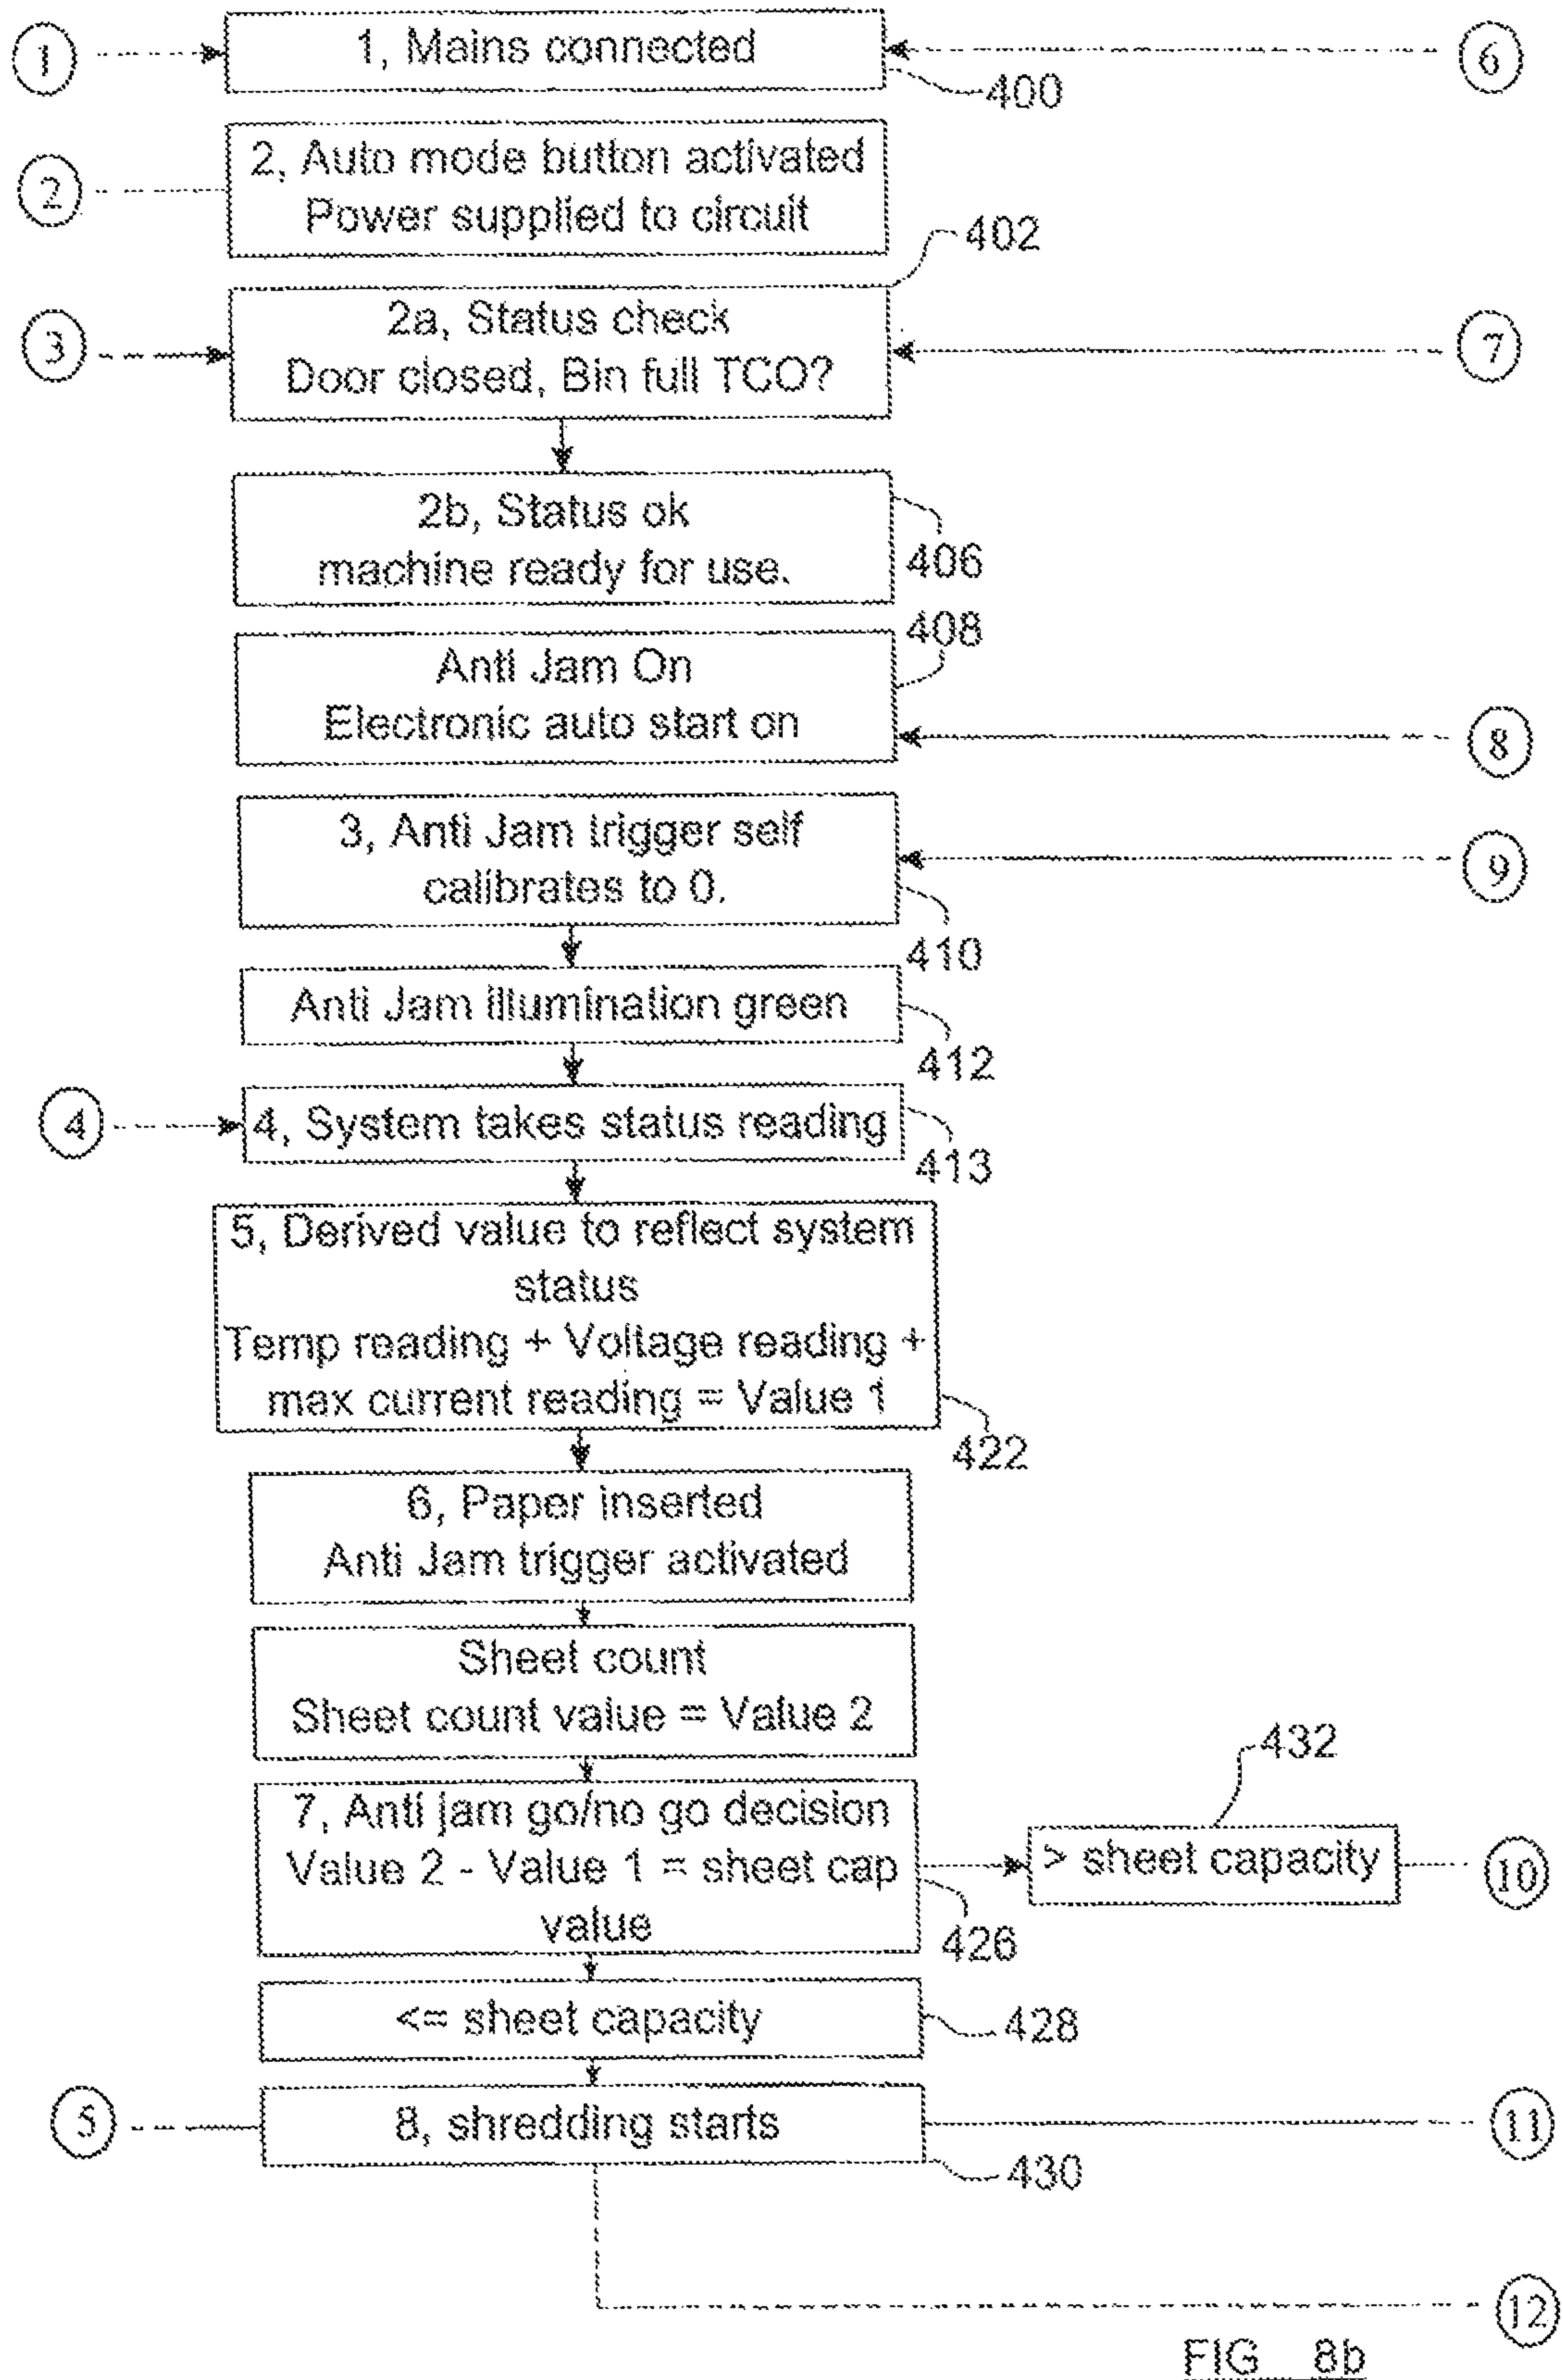 1
1, Mains connected
6
400
2
2, Auto mode button activated
Power supplied to circuit
402
3
2a, Status check
Door closed, Bin full TCO?
7
2b, Status ok
machine ready for use.
406
408
Anti Jam On
Electronic auto start on
8
3, Anti Jam trigger self
calibrates to 0.
9
410
Anti Jam illumination green
412
4
4, System takes status reading
413
5, Derived value to reflect system
status
Temp reading + Voltage reading +
max current reading = Value 1
422
6, Paper inserted
Anti Jam trigger activated
Sheet count
Sheet count value = Value 2
432
7, Anti jam go/no go decision
Value 2 - Value 1 = sheet cap
value
> sheet capacity
10
426
<= sheet capacity
428
5
8, shredding starts
11
430
12
FIG 8b